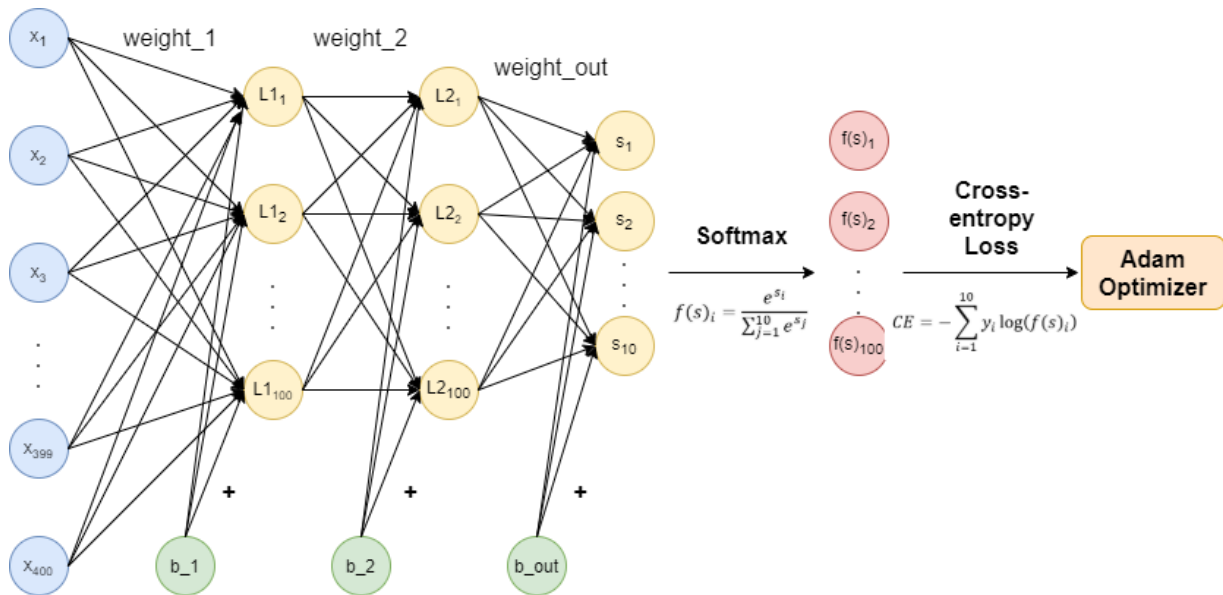 x₁
x₂
x₃
x₃₉₉
x₄₀₀
weight_1
L1₁
L1₂
L1₁₀₀
+
b_1
weight_2
L2₁
L2₂
L2₁₀₀
+
b_2
weight_out
s₁
s₂
s₁₀
+
b_out
Softmax
f(s)ᵢ = e^{sᵢ} / ∑_{j=1}^{10} e^{sⱼ}
f(s)₁
f(s)₂
f(s)₁₀₀
Cross-
entropy
Loss
CE = −∑_{i=1}^{10} yᵢ log(f(s)ᵢ)
Adam
Optimizer